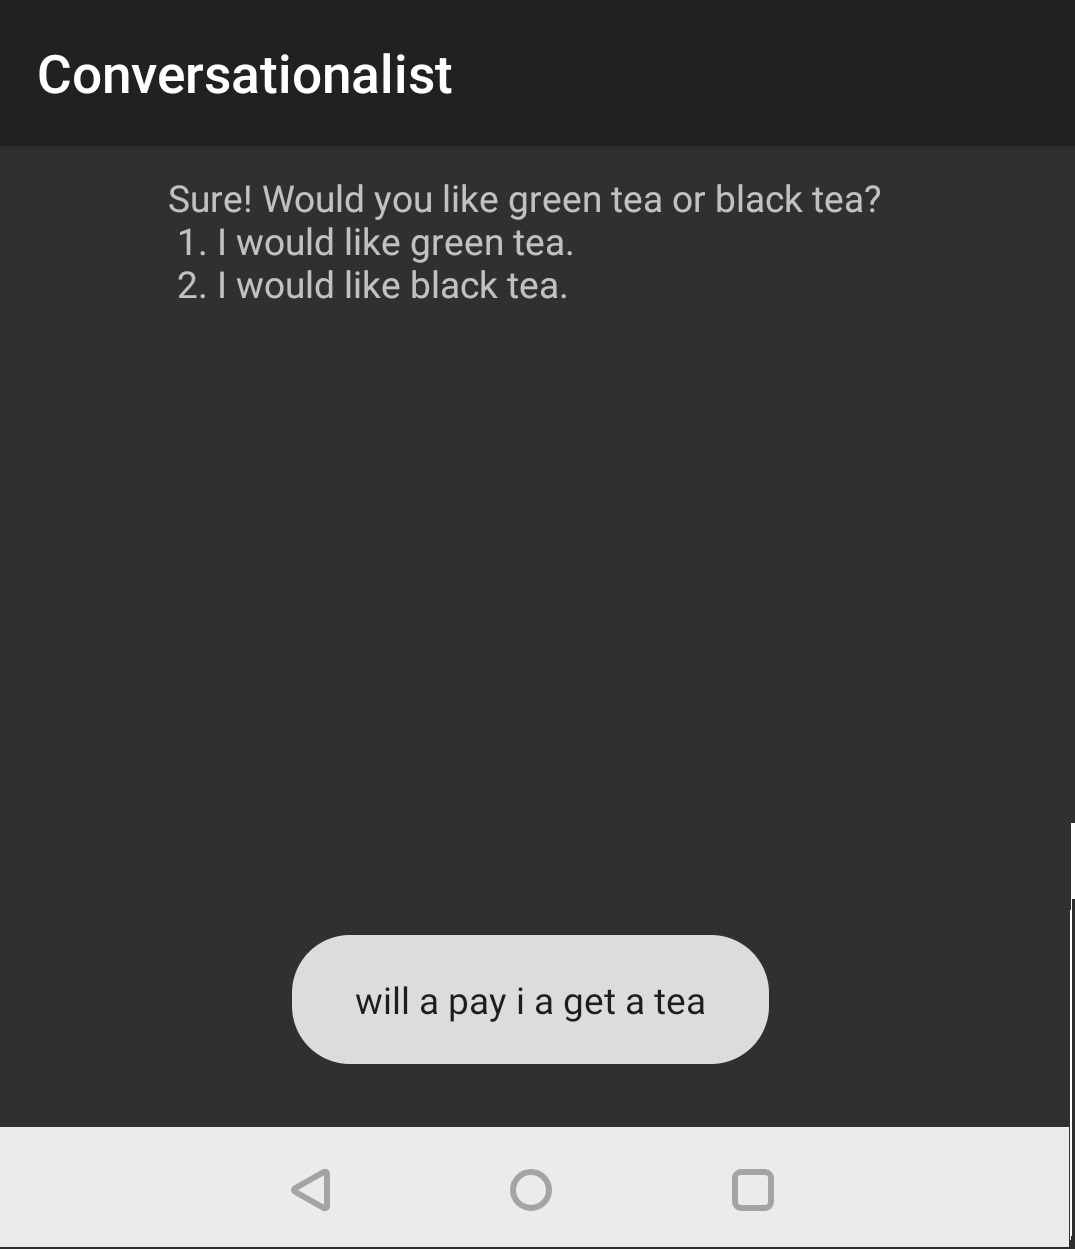 Conversationalist
Sure! Would you like green tea or black tea?
1. I would like green tea.
2. I would like black tea.
will a pay i a get a tea